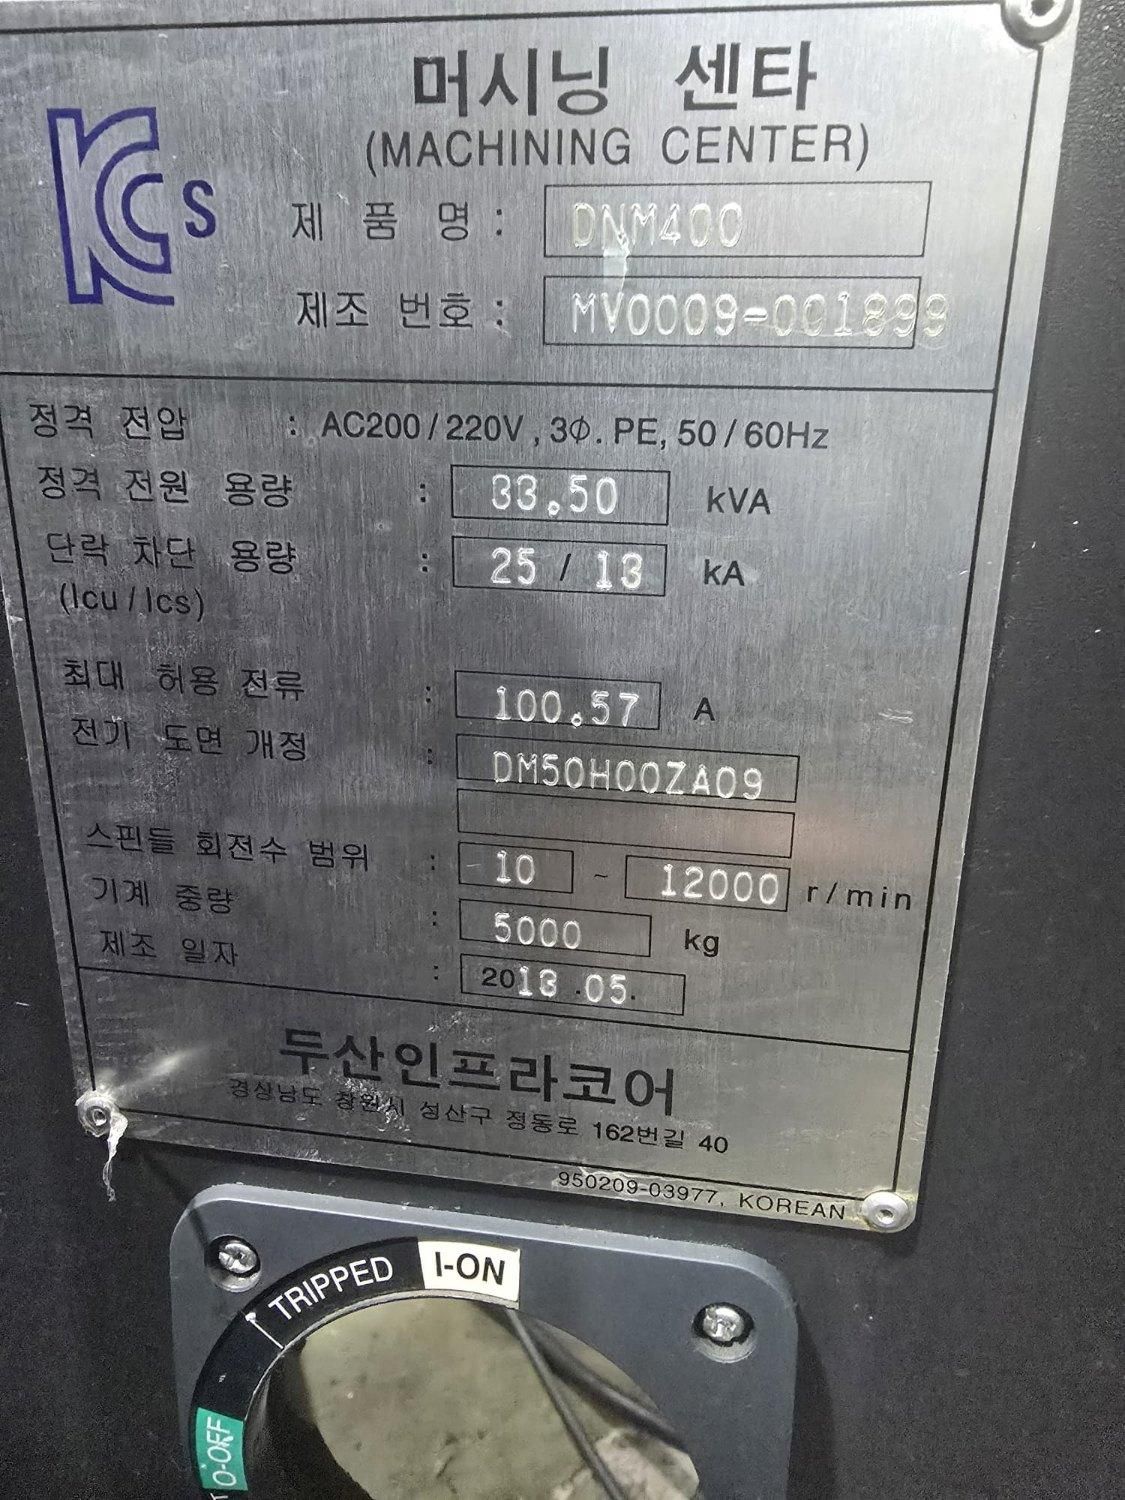 머시닝 센타
(MACHINING CENTER)
KCs
제 품 명 : DNM400
제조 번호 : MV0009-001899
정격 전압 : AC200/220V, 3Φ. PE, 50/60Hz
정격 전원 용량 : 33.50 kVA
단락 차단 용량 : 25 / 13 kA
(Icu/Ics)
최대 허용 전류 : 100.57 A
전기 도면 개정 : DM50H00ZA09
스핀들 회전수 범위 : 10 ~ 12000 r/min
기계 중량 : 5000 kg
제조 일자 : 2013.05.
두산인프라코어
경상남도 창원시 성산구 정동로 162번길 40
950209-03977, KOREAN
TRIPPED I-ON
O-OFF